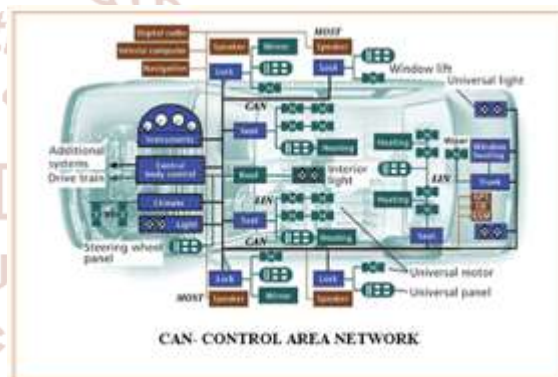 Digital radio
MOST
Vehicle computer
Speaker
Mirror
Speaker
Navigation
Lock
Seat
Window lift
Universal light
CAN
Instruments
Seat
Heating
Heating
Wiper
Window heating
Additional systems
Central body control
Roof
Interior light
LIN
Drive train
LIN
Trunk
Climate
Heating
Light
Seat
Seat
Steering wheel panel
CAN
Heating
Universal motor
Lock
Lock
Universal panel
MOST
Speaker
Mirror
Speaker
CAN- CONTROL AREA NETWORK